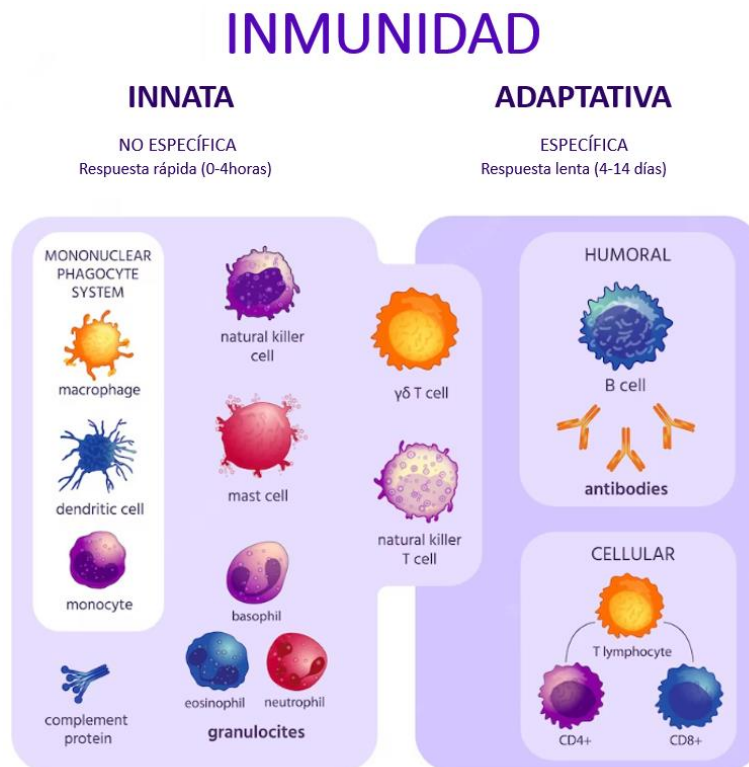 INMUNIDAD
INNATA
NO ESPECÍFICA
Respuesta rápida (0-4horas)
ADAPTATIVA
ESPECÍFICA
Respuesta lenta (4-14 días)
MONONUCLEAR
PHAGOCYTE
SYSTEM
macrophage
dendritic cell
monocyte
complement
protein
natural killer
cell
mast cell
basophil
eosinophil
neutrophil
granulocites
γδ T cell
natural killer
T cell
HUMORAL
B cell
antibodies
CELLULAR
T lymphocyte
CD4+
CD8+